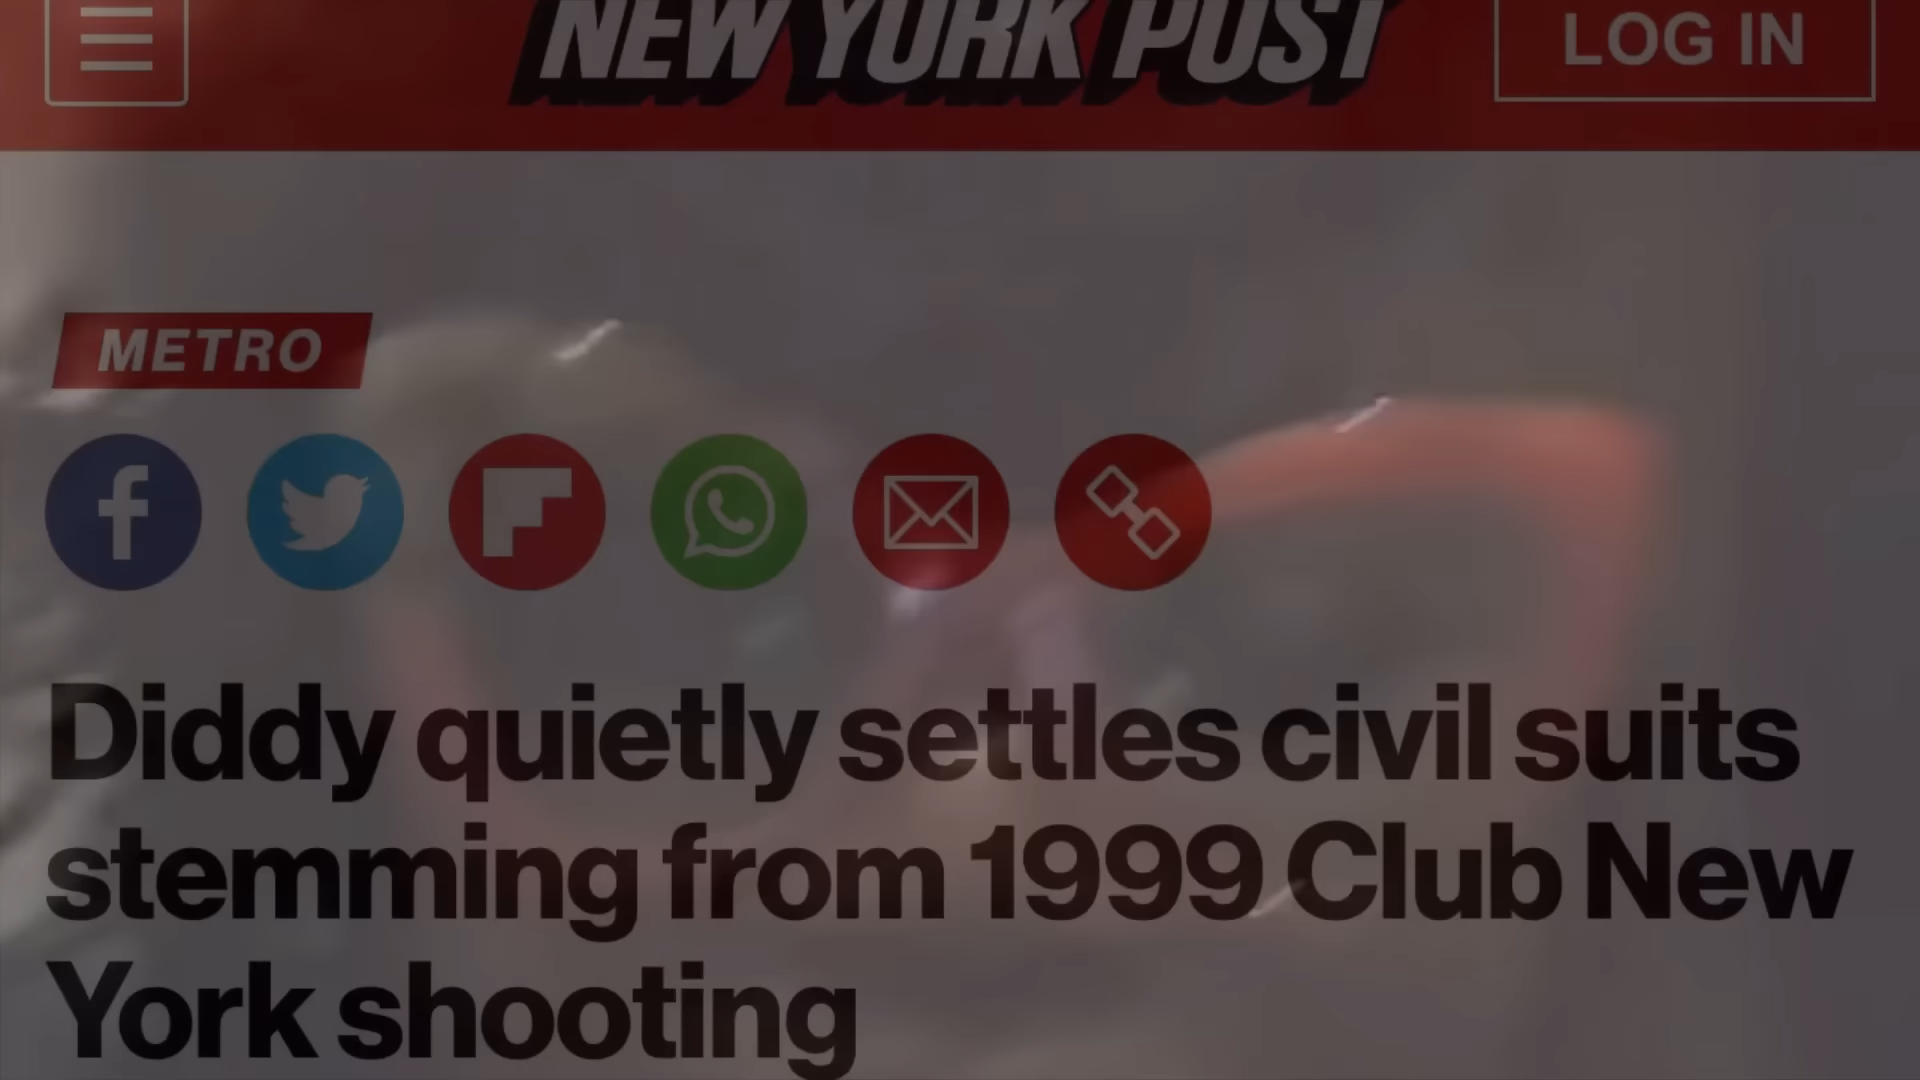 NEW YORK POST
LOG IN
METRO
Diddy quietly settles civil suits
stemming from 1999 Club New
York shooting